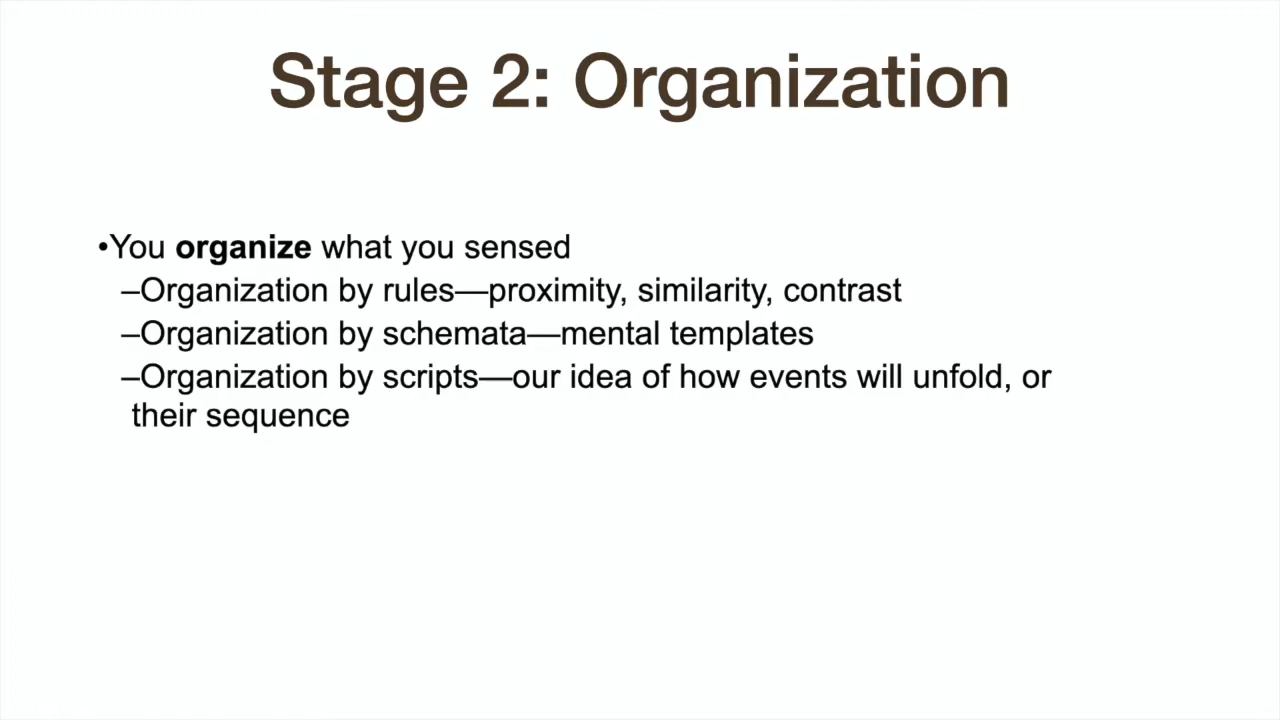 Stage 2: Organization
•You organize what you sensed
–Organization by rules—proximity, similarity, contrast
–Organization by schemata—mental templates
–Organization by scripts—our idea of how events will unfold, or
their sequence